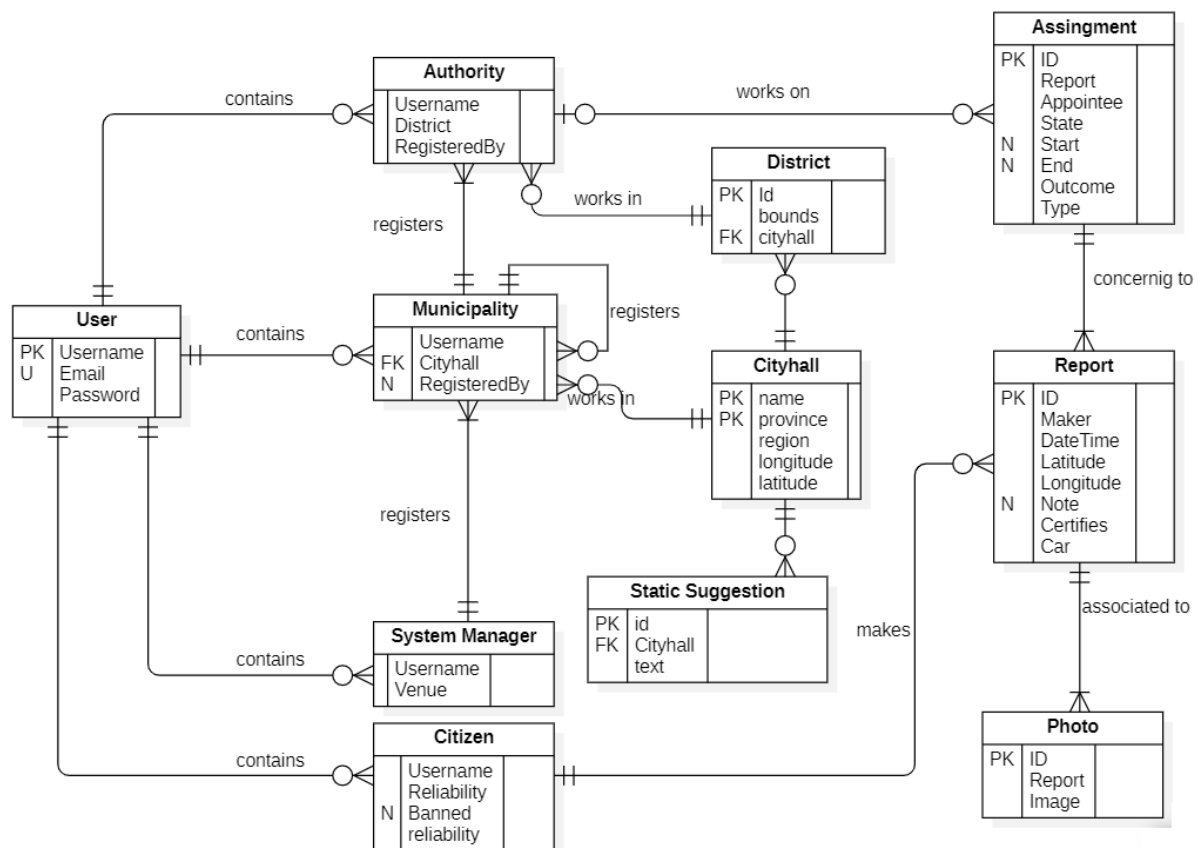 Assingment
PK ID
Report
Appointee
State
N Start
N End
Outcome
Type
Authority
Username
District
RegisteredBy
contains
works on
District
PK Id
bounds
FK cityhall
works in
registers
concernig to
Municipality
Username
FK Cityhall
N RegisteredBy
registers
User
PK Username
U Email
Password
contains
works in
Cityhall
PK name
PK province
region
longitude
latitude
Report
PK ID
Maker
DateTime
Latitude
Longitude
N Note
Certifies
Car
registers
Static Suggestion
PK id
FK Cityhall
text
makes
associated to
System Manager
Username
Venue
contains
Citizen
Username
Reliability
N Banned
reliability
contains
Photo
PK ID
Report
Image